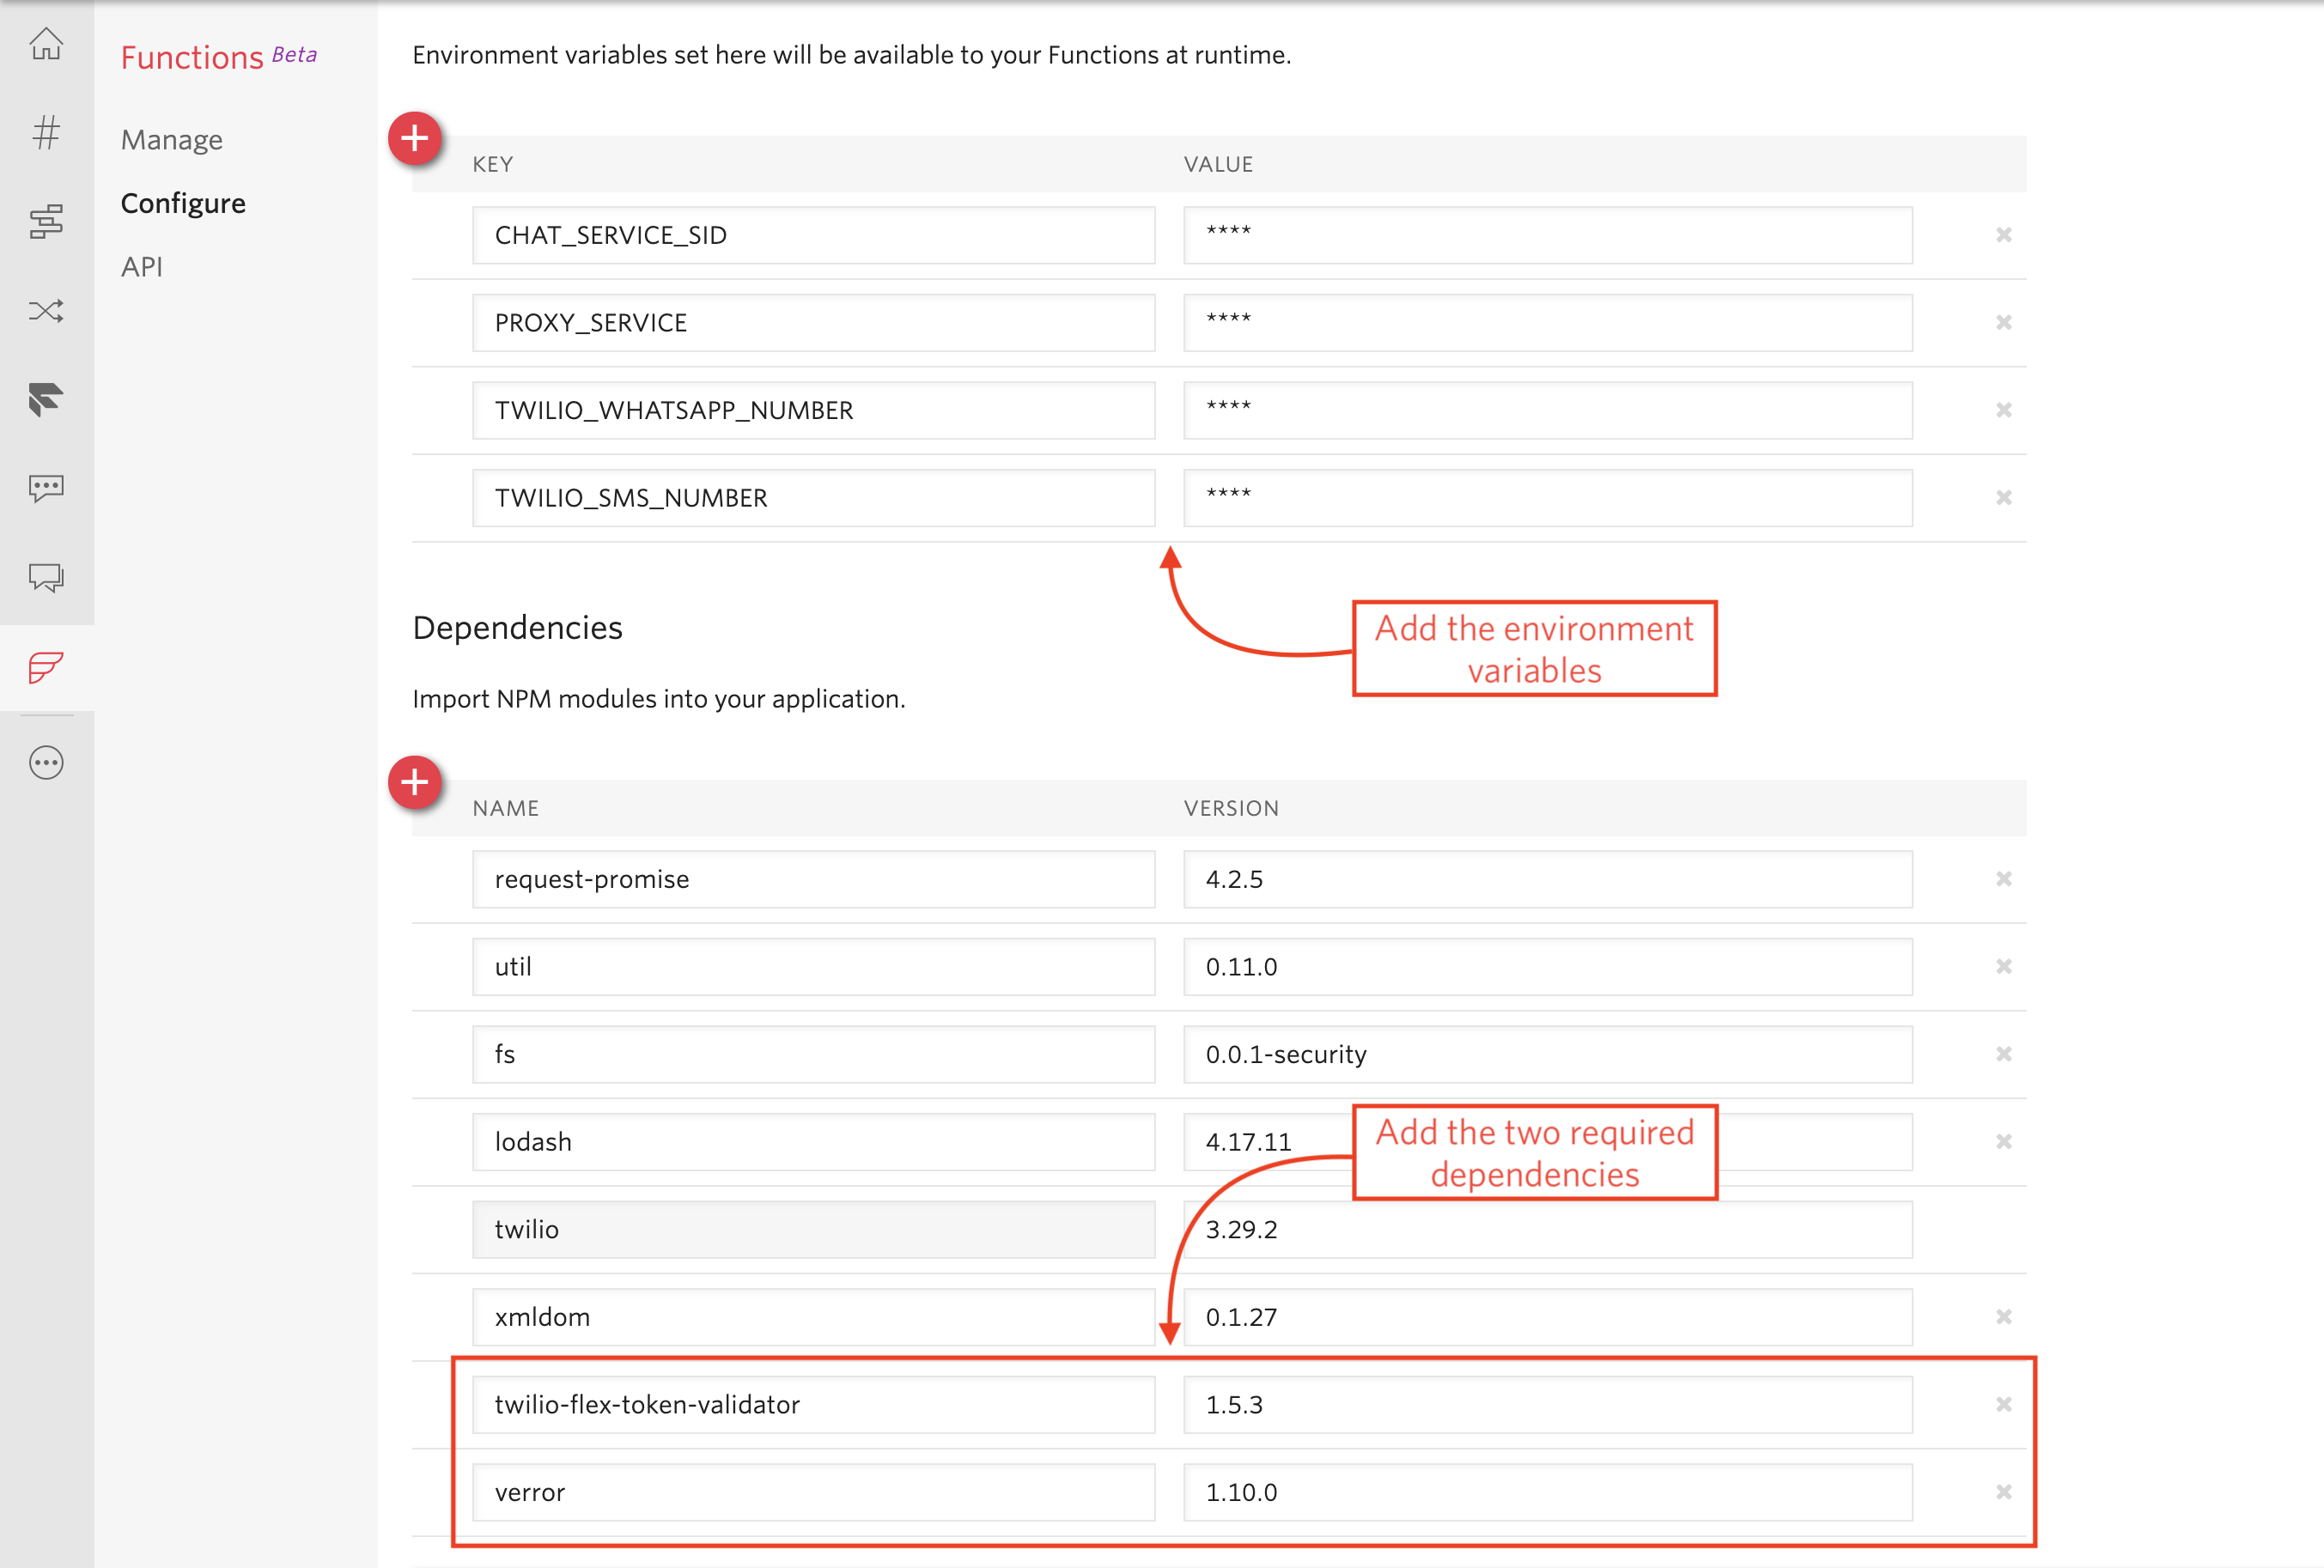 Functions Beta
Manage
Configure
API
Environment variables set here will be available to your Functions at runtime.
KEY VALUE
CHAT_SERVICE_SID ****
PROXY_SERVICE ****
TWILIO_WHATSAPP_NUMBER ****
TWILIO_SMS_NUMBER ****
Add the environment
variables
Dependencies
Import NPM modules into your application.
NAME VERSION
request-promise 4.2.5
util 0.11.0
fs 0.0.1-security
lodash 4.17.11
Add the two required
dependencies
twilio 3.29.2
xmldom 0.1.27
twilio-flex-token-validator 1.5.3
verror 1.10.0